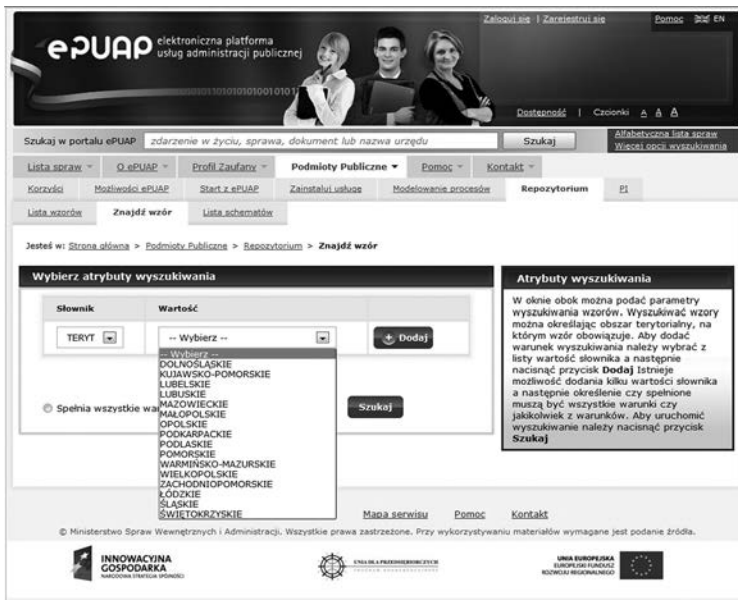 Zaloguj się | Zarejestruj się Pomoc EN
ePUAP elektroniczna platforma
usług administracji publicznej
Dostępność | Czcionki A A A
Szukaj w portalu ePUAP zdarzenie w życiu, sprawa, dokument lub nazwa urzędu Szukaj
Alfabetyczna lista spraw
Więcej opcji wyszukiwania
Lista spraw O ePUAP Profil Zaufany Podmioty Publiczne Pomoc Kontakt
Korzyści Możliwości ePUAP Start z ePUAP Zainstaluj usługę Modelowanie procesów Repozytorium PI
Lista wzorów Znajdź wzór Lista schematów
Jesteś w: Strona główna > Podmioty Publiczne > Repozytorium > Znajdź wzór
Wybierz atrybuty wyszukiwania
Słownik Wartość
TERYT -- Wybierz -- Dodaj
-- Wybierz --
DOLNOŚLĄSKIE
KUJAWSKO-POMORSKIE
LUBELSKIE
LUBUSKIE
MAZOWIECKIE
MAŁOPOLSKIE
OPOLSKIE
PODKARPACKIE
PODLASKIE
POMORSKIE
WARMIŃSKO-MAZURSKIE
WIELKOPOLSKIE
ZACHODNIOPOMORSKIE
ŁÓDZKIE
ŚLĄSKIE
ŚWIĘTOKRZYSKIE
Spełnia wszystkie wa
Szukaj
Atrybuty wyszukiwania
W oknie obok można podać parametry
wyszukiwania wzorów. Wyszukiwać wzory
można określając obszar terytorialny, na
którym wzór obowiązuje. Aby dodać
warunek wyszukiwania należy wybrać z
listy wartość słownika a następnie
nacisnąć przycisk Dodaj Istnieje
możliwość dodania kilku wartości słownika
a następnie określenie czy spełnione
muszą być wszystkie warunki czy
jakikolwiek z warunków. Aby uruchomić
wyszukiwanie należy nacisnąć przycisk
Szukaj
Mapa serwisu Pomoc Kontakt
© Ministerstwo Spraw Wewnętrznych i Administracji. Wszystkie prawa zastrzeżone. Przy wykorzystywaniu materiałów wymagane jest podanie źródła.
INNOWACYJNA
GOSPODARKA
NARODOWA STRATEGIA SPÓJNOŚCI
UNIA DLA PRZEDSIĘBIORCZYCH
UNIA EUROPEJSKA
EUROPEJSKI FUNDUSZ
ROZWOJU REGIONALNEGO